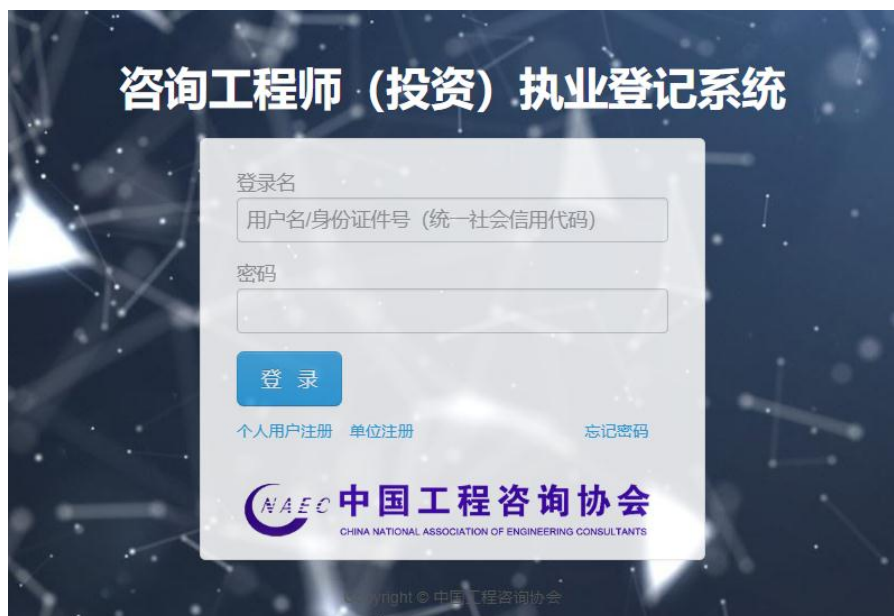 咨询工程师（投资）执业登记系统
登录名
用户名/身份证件号（统一社会信用代码）
密码
登 录
个人用户注册 单位注册 忘记密码
NAEC 中国工程咨询协会
CHINA NATIONAL ASSOCIATION OF ENGINEERING CONSULTANTS
Copyright © 中国工程咨询协会